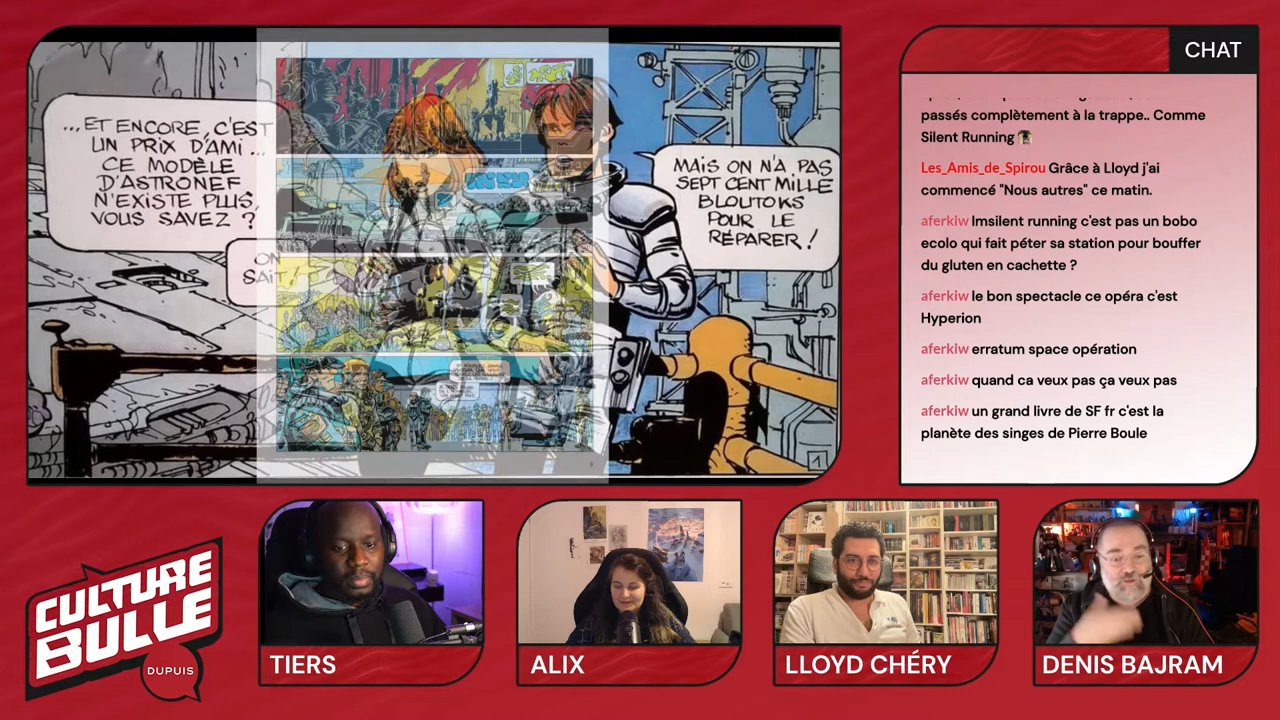 ...ET ENCORE, C'EST
UN PRIX D'AMI...
CE MODÈLE
D'ASTRONEF
N'EXISTE PLUS,
VOUS SAVEZ ?
ON
SAIT!
MAIS ON N'A PAS
SEPT CENT MILLE
BLOUTOKS
POUR LE
RÉPARER!
1
CHAT
passés complètement à la trappe.. Comme
Silent Running
Les_Amis_de_Spirou Grâce à Lloyd j'ai
commencé "Nous autres" ce matin.
aferkiw lmsilent running c'est pas un bobo
ecolo qui fait péter sa station pour bouffer
du gluten en cachette ?
aferkiw le bon spectacle ce opéra c'est
Hyperion
aferkiw erratum space opération
aferkiw quand ca veux pas ça veux pas
aferkiw un grand livre de SF fr c'est la
planète des singes de Pierre Boule
CULTURE
BULLE
DUPUIS
TIERS
ALIX
LLOYD CHÉRY
DENIS BAJRAM